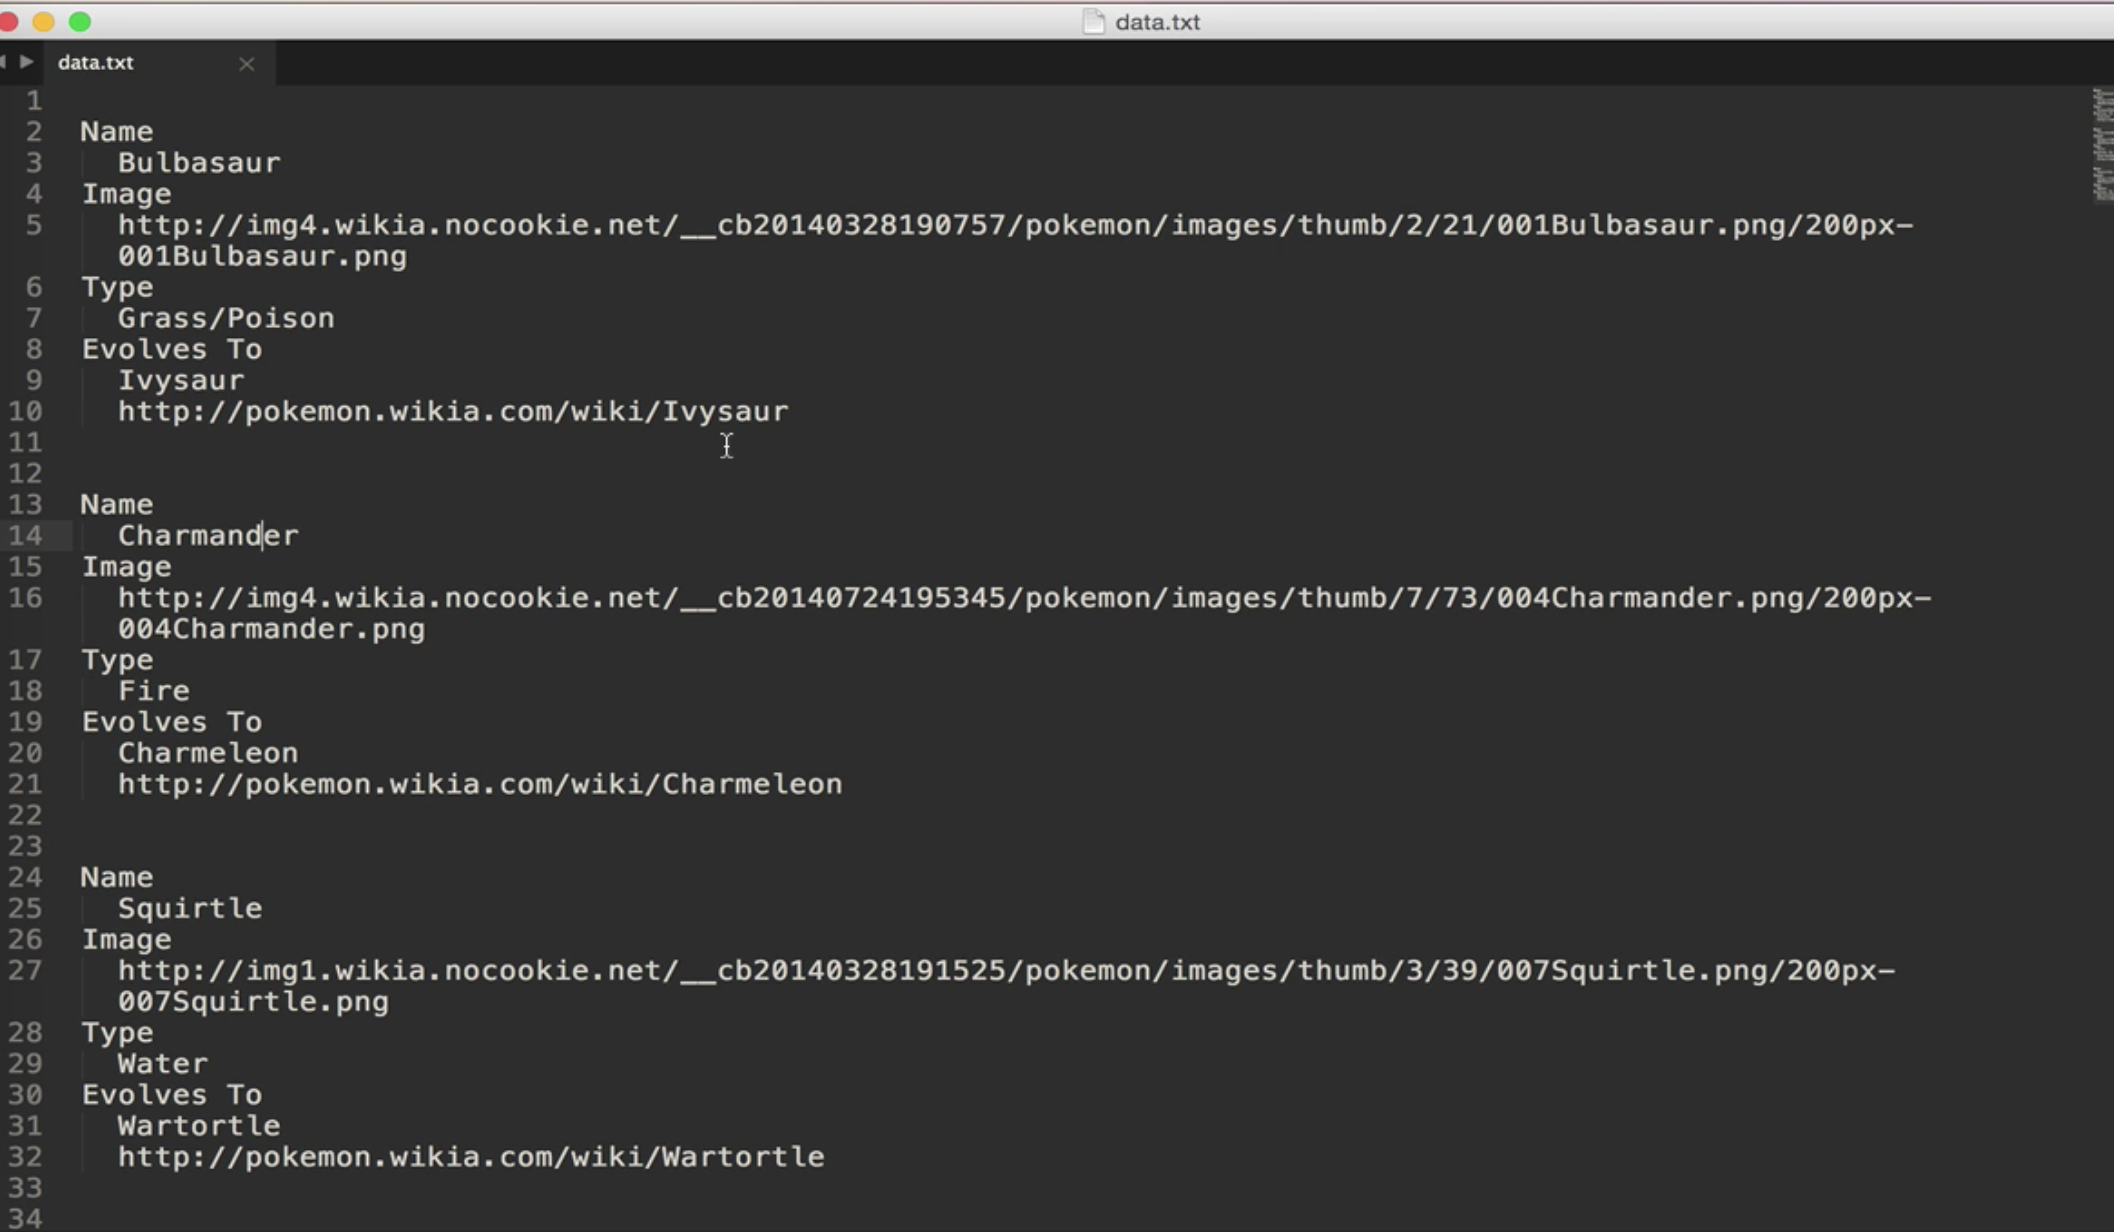 data.txt
data.txt
1
2 Name
3 Bulbasaur
4 Image
5 http://img4.wikia.nocookie.net/__cb20140328190757/pokemon/images/thumb/2/21/001Bulbasaur.png/200px-
001Bulbasaur.png
6 Type
7 Grass/Poison
8 Evolves To
9 Ivysaur
10 http://pokemon.wikia.com/wiki/Ivysaur
11
12
13 Name
14 Charmander
15 Image
16 http://img4.wikia.nocookie.net/__cb20140724195345/pokemon/images/thumb/7/73/004Charmander.png/200px-
004Charmander.png
17 Type
18 Fire
19 Evolves To
20 Charmeleon
21 http://pokemon.wikia.com/wiki/Charmeleon
22
23
24 Name
25 Squirtle
26 Image
27 http://img1.wikia.nocookie.net/__cb20140328191525/pokemon/images/thumb/3/39/007Squirtle.png/200px-
007Squirtle.png
28 Type
29 Water
30 Evolves To
31 Wartortle
32 http://pokemon.wikia.com/wiki/Wartortle
33
34